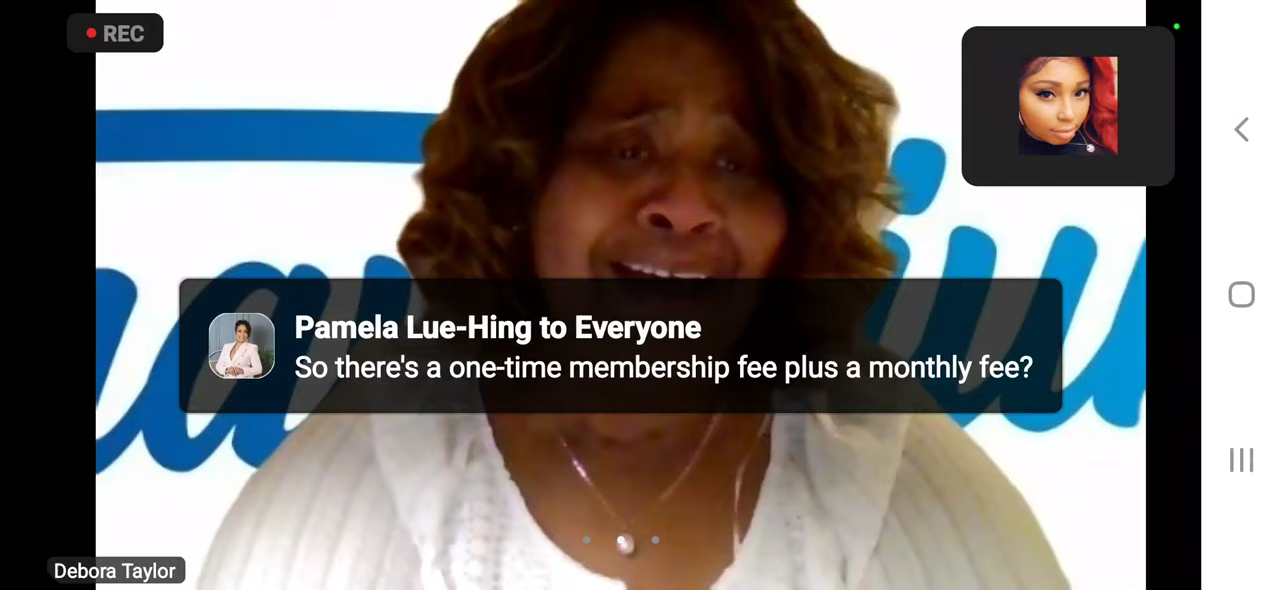 REC
Pamela Lue-Hing to Everyone
So there's a one-time membership fee plus a monthly fee?
Debora Taylor